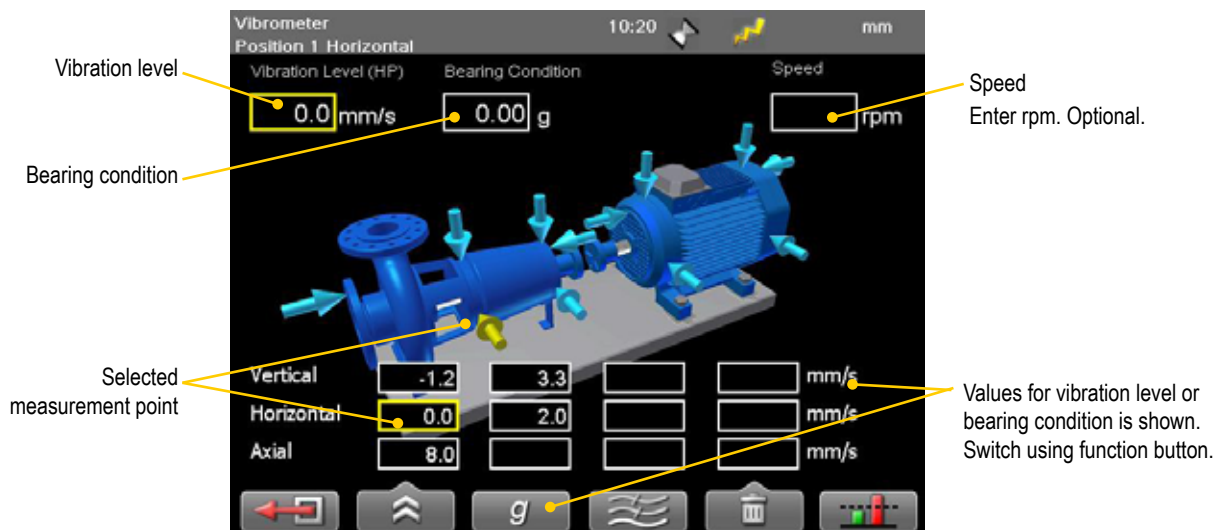 Vibrometer 10:20 mm
Position 1 Horizontal
Vibration level
Vibration Level (HP) Bearing Condition Speed
0.0 mm/s 0.00 g rpm
Speed
Enter rpm. Optional.
Bearing condition
Selected
measurement point
Vertical -1.2 3.3 mm/s
Horizontal 0.0 2.0 mm/s
Axial 8.0 mm/s
Values for vibration level or
bearing condition is shown.
Switch using function button.
g